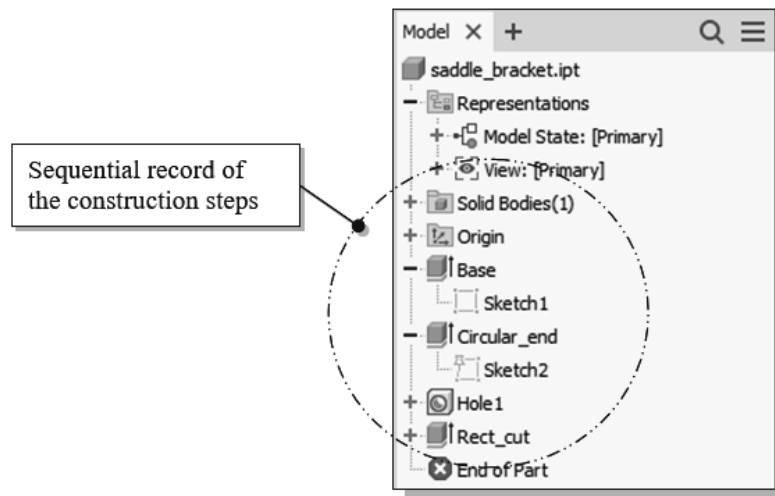 Model
saddle_bracket.ipt
Representations
Model State: [Primary]
View: [Primary]
Sequential record of
the construction steps
Solid Bodies(1)
Origin
Base
Sketch1
Circular_end
Sketch2
Hole1
Rect_cut
End of Part